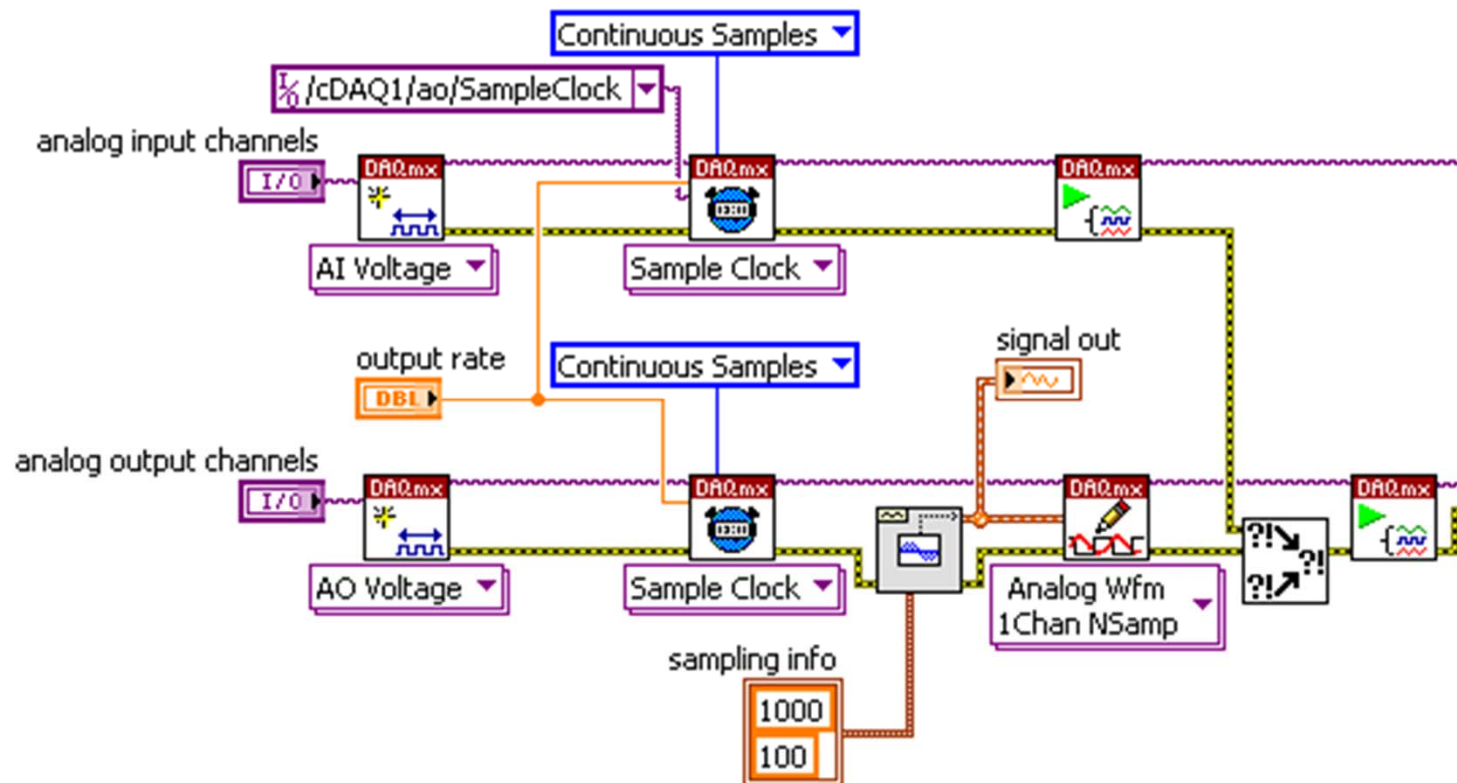 Continuous Samples
I/O /cDAQ1/ao/SampleClock
analog input channels
I/O
DAQmx
DAQmx
DAQmx
AI Voltage
Sample Clock
output rate
DBL
Continuous Samples
signal out
analog output channels
I/O
DAQmx
DAQmx
DAQmx
DAQmx
?!
?!
?!
AO Voltage
Sample Clock
Analog Wfm
1Chan NSamp
sampling info
1000
100